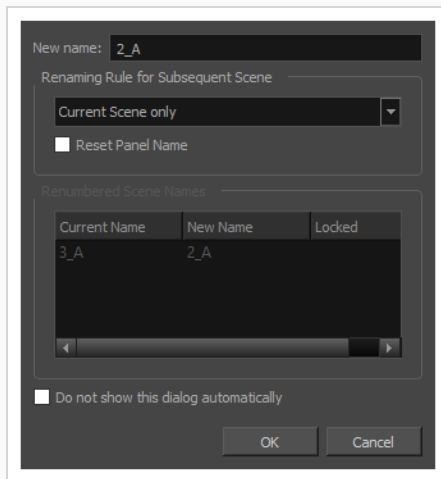 New name: 2_A
Renaming Rule for Subsequent Scene
Current Scene only
Reset Panel Name
Renumbered Scene Names
Current Name New Name Locked
3_A 2_A
Do not show this dialog automatically
OK Cancel